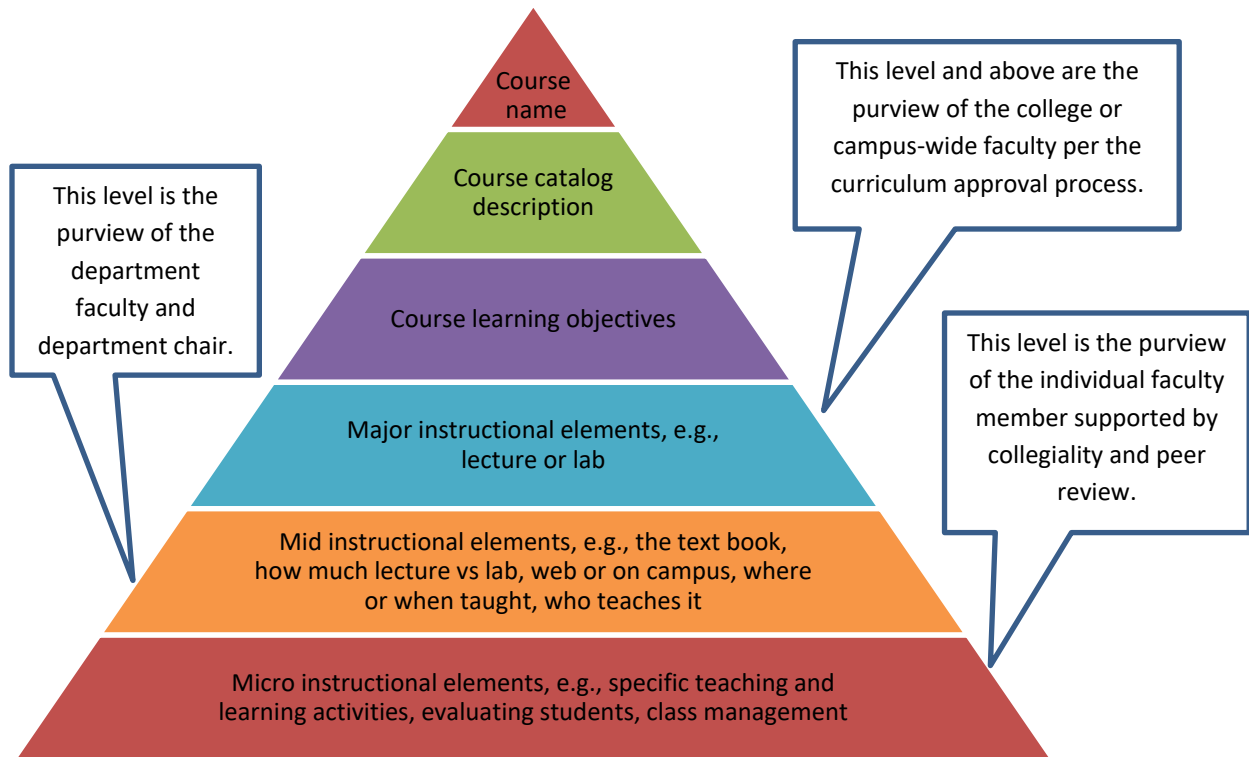 Course
name
Course catalog
description
Course learning objectives
Major instructional elements, e.g.,
lecture or lab
Mid instructional elements, e.g., the text book,
how much lecture vs lab, web or on campus, where
or when taught, who teaches it
Micro instructional elements, e.g., specific teaching and
learning activities, evaluating students, class management
This level is the
purview of the
department
faculty and
department chair.
This level and above are the
purview of the college or
campus-wide faculty per the
curriculum approval process.
This level is the purview
of the individual faculty
member supported by
collegiality and peer
review.